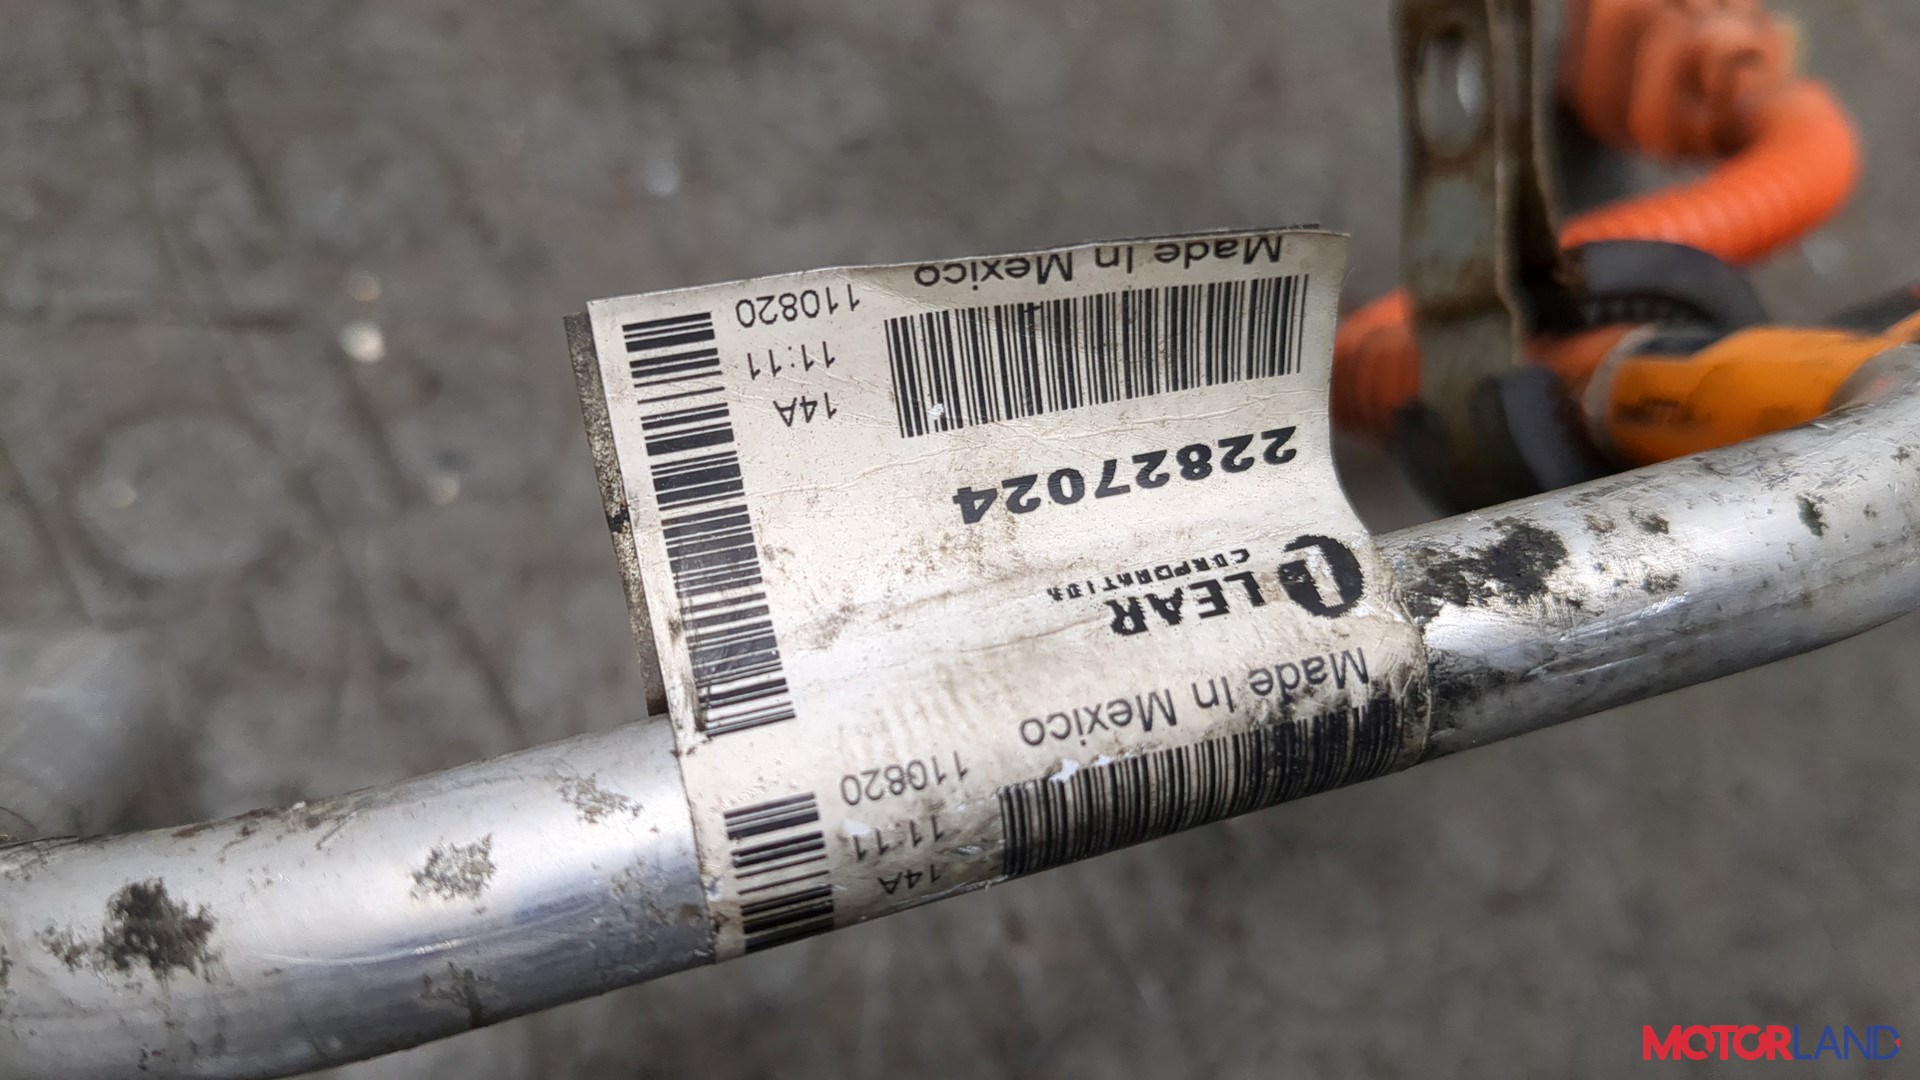 Made In Mexico
LEAR
CORPORATION
22827024
14A
11:11
110820
Made In Mexico
14A
11:11
110820
MOTORLAND